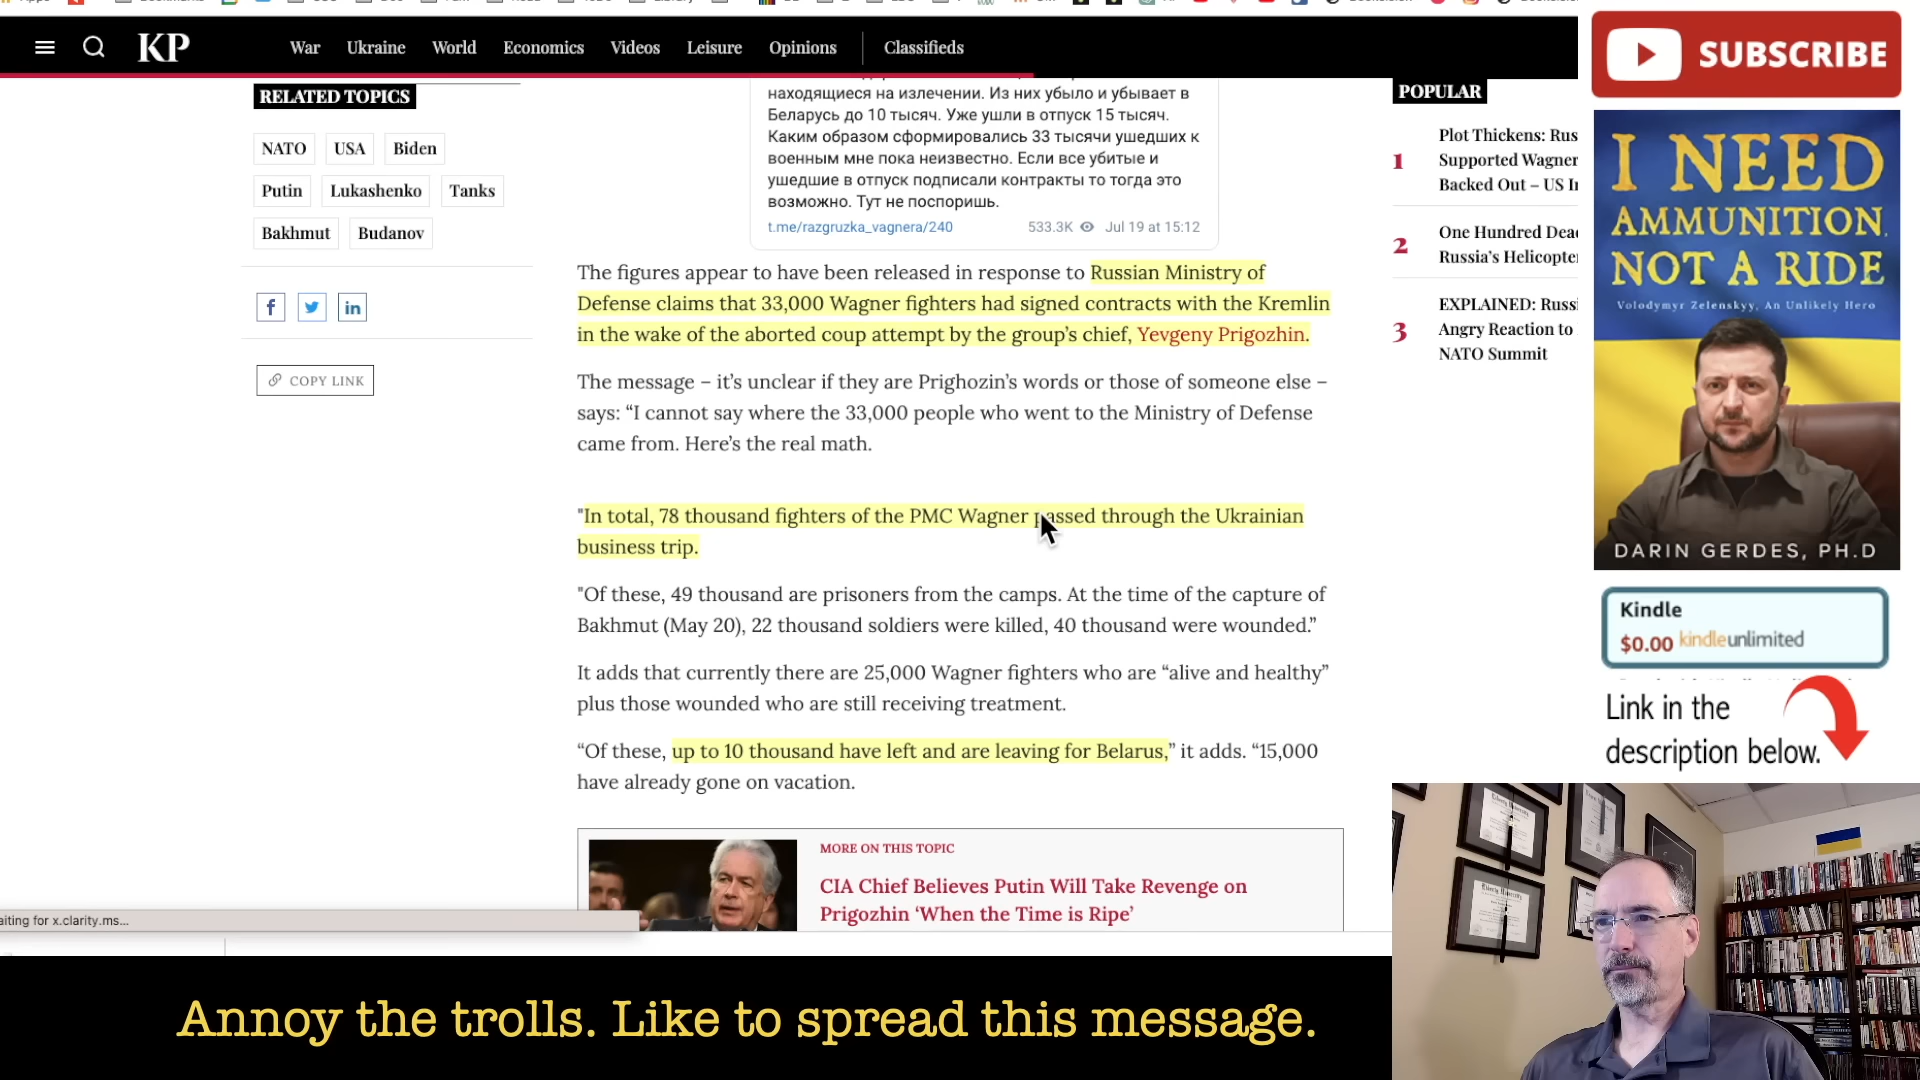 KP
War Ukraine World Economics Videos Leisure Opinions Classifieds
RELATED TOPICS
NATO USA Biden
Putin Lukashenko Tanks
Bakhmut Budanov
COPY LINK
находящиеся на излечении. Из них убыло и убывает в
Беларусь до 10 тысяч. Уже ушли в отпуск 15 тысяч.
Каким образом сформировались 33 тысячи ушедших к
военным мне пока неизвестно. Если все убитые и
ушедшие в отпуск подписали контракты то тогда это
возможно. Тут не поспоришь.
t.me/razgruzka_vagnera/240 533.3K Jul 19 at 15:12
The figures appear to have been released in response to Russian Ministry of
Defense claims that 33,000 Wagner fighters had signed contracts with the Kremlin
in the wake of the aborted coup attempt by the group's chief, Yevgeny Prigozhin.
The message – it's unclear if they are Prighozin's words or those of someone else –
says: “I cannot say where the 33,000 people who went to the Ministry of Defense
came from. Here's the real math.
"In total, 78 thousand fighters of the PMC Wagner passed through the Ukrainian
business trip.
"Of these, 49 thousand are prisoners from the camps. At the time of the capture of
Bakhmut (May 20), 22 thousand soldiers were killed, 40 thousand were wounded.”
It adds that currently there are 25,000 Wagner fighters who are “alive and healthy”
plus those wounded who are still receiving treatment.
“Of these, up to 10 thousand have left and are leaving for Belarus,” it adds. “15,000
have already gone on vacation.
MORE ON THIS TOPIC
CIA Chief Believes Putin Will Take Revenge on
Prigozhin ‘When the Time is Ripe’
aiting for x.clarity.ms...
POPULAR
1
Plot Thickens: Rus
Supported Wagner
Backed Out – US I
2
One Hundred Dea
Russia's Helicopte
3
EXPLAINED: Russi
Angry Reaction to
NATO Summit
SUBSCRIBE
I NEED
AMMUNITION,
NOT A RIDE
Volodymyr Zelenskyy, An Unlikely Hero
DARIN GERDES, PH.D
Kindle
$0.00 kindleunlimited
Link in the
description below.
Annoy the trolls. Like to spread this message.